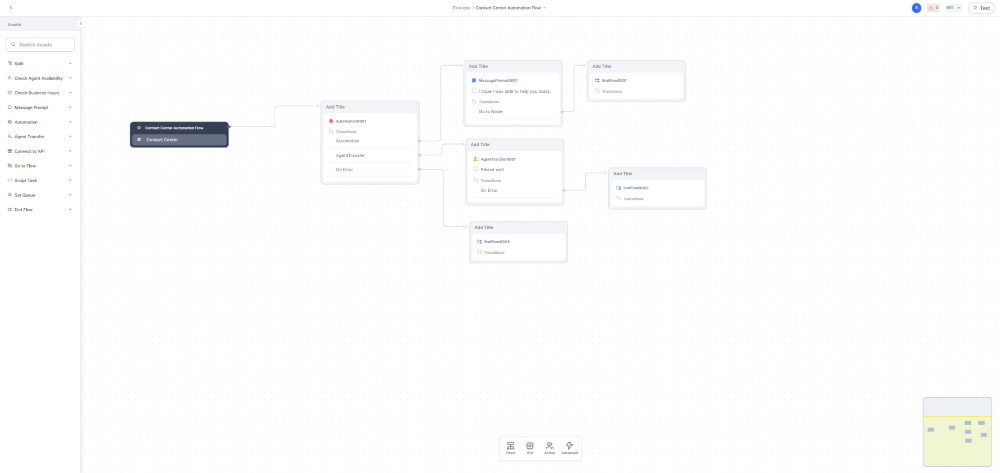 Firstsides / Contact Center Automation Flow
A
0
58%
Test
Assets
Search Assets
Split
Check Agent Availability
Check Business Hours
Message Prompt
Automation
Agent Transfer
Connect to API
Go to Flow
Script Task
Set Queue
End Flow
Contact Center Automation Flow
Contact Center
Add Title
Automation0001
Transitions
Automation
AgentTransfer
On Error
Add Title
MessagePrompt0001
I hope I was able to help you today.
Transitions
Go to Node
Add Title
EndFlow0001
Transitions
Add Title
AgentTransfer0001
Please wait
Transitions
On Error
Add Title
EndFlow0002
Transitions
Add Title
EndFlow0003
Transitions
Flows
Bot
Action
Advanced